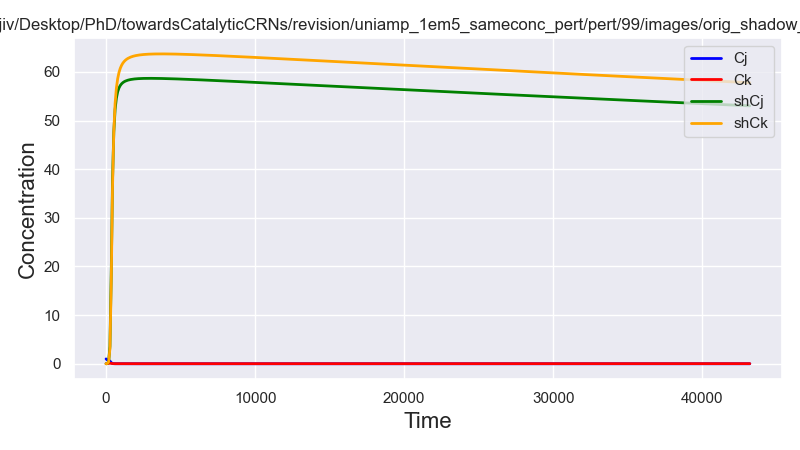 jiv/Desktop/PhD/towardsCatalyticCRNs/revision/uniamp_1em5_sameconc_pert/pert/99/images/orig_shadow_
Concentration
60
50
40
30
20
10
0
Cj
Ck
shCj
shCk
0 10000 20000 30000 40000
Time